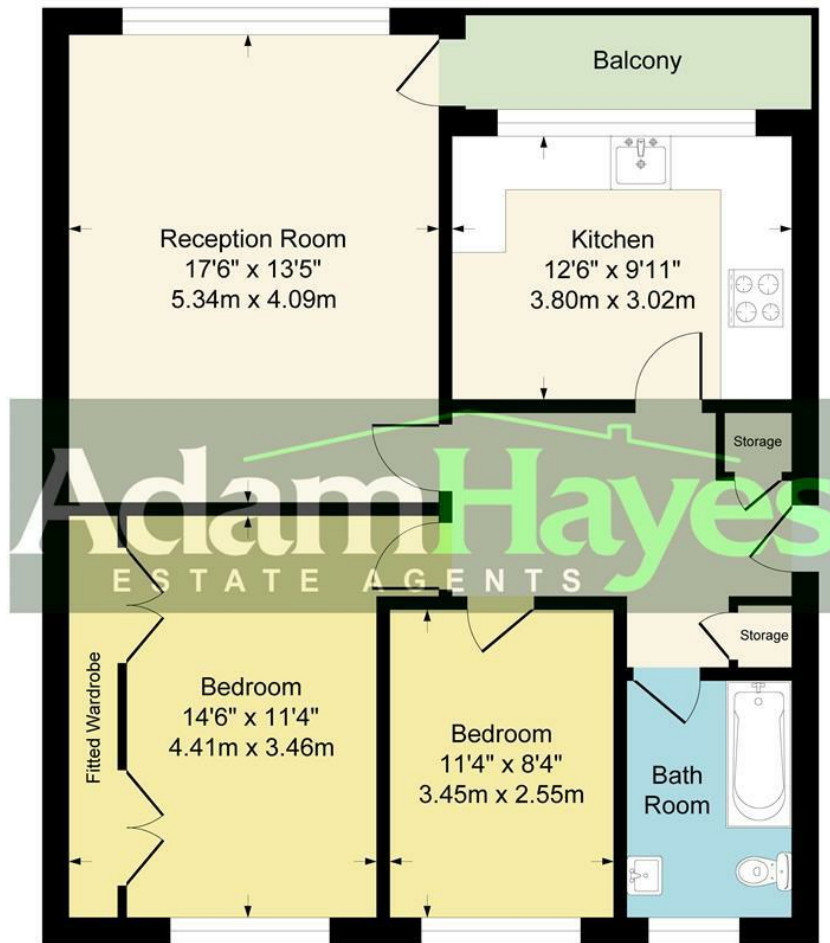 Balcony
Reception Room
17'6" x 13'5"
5.34m x 4.09m
Kitchen
12'6" x 9'11"
3.80m x 3.02m
Storage
AdamHayes
ESTATE AGENTS
Storage
Fitted Wardrobe
Bedroom
14'6" x 11'4"
4.41m x 3.46m
Bedroom
11'4" x 8'4"
3.45m x 2.55m
Bath
Room